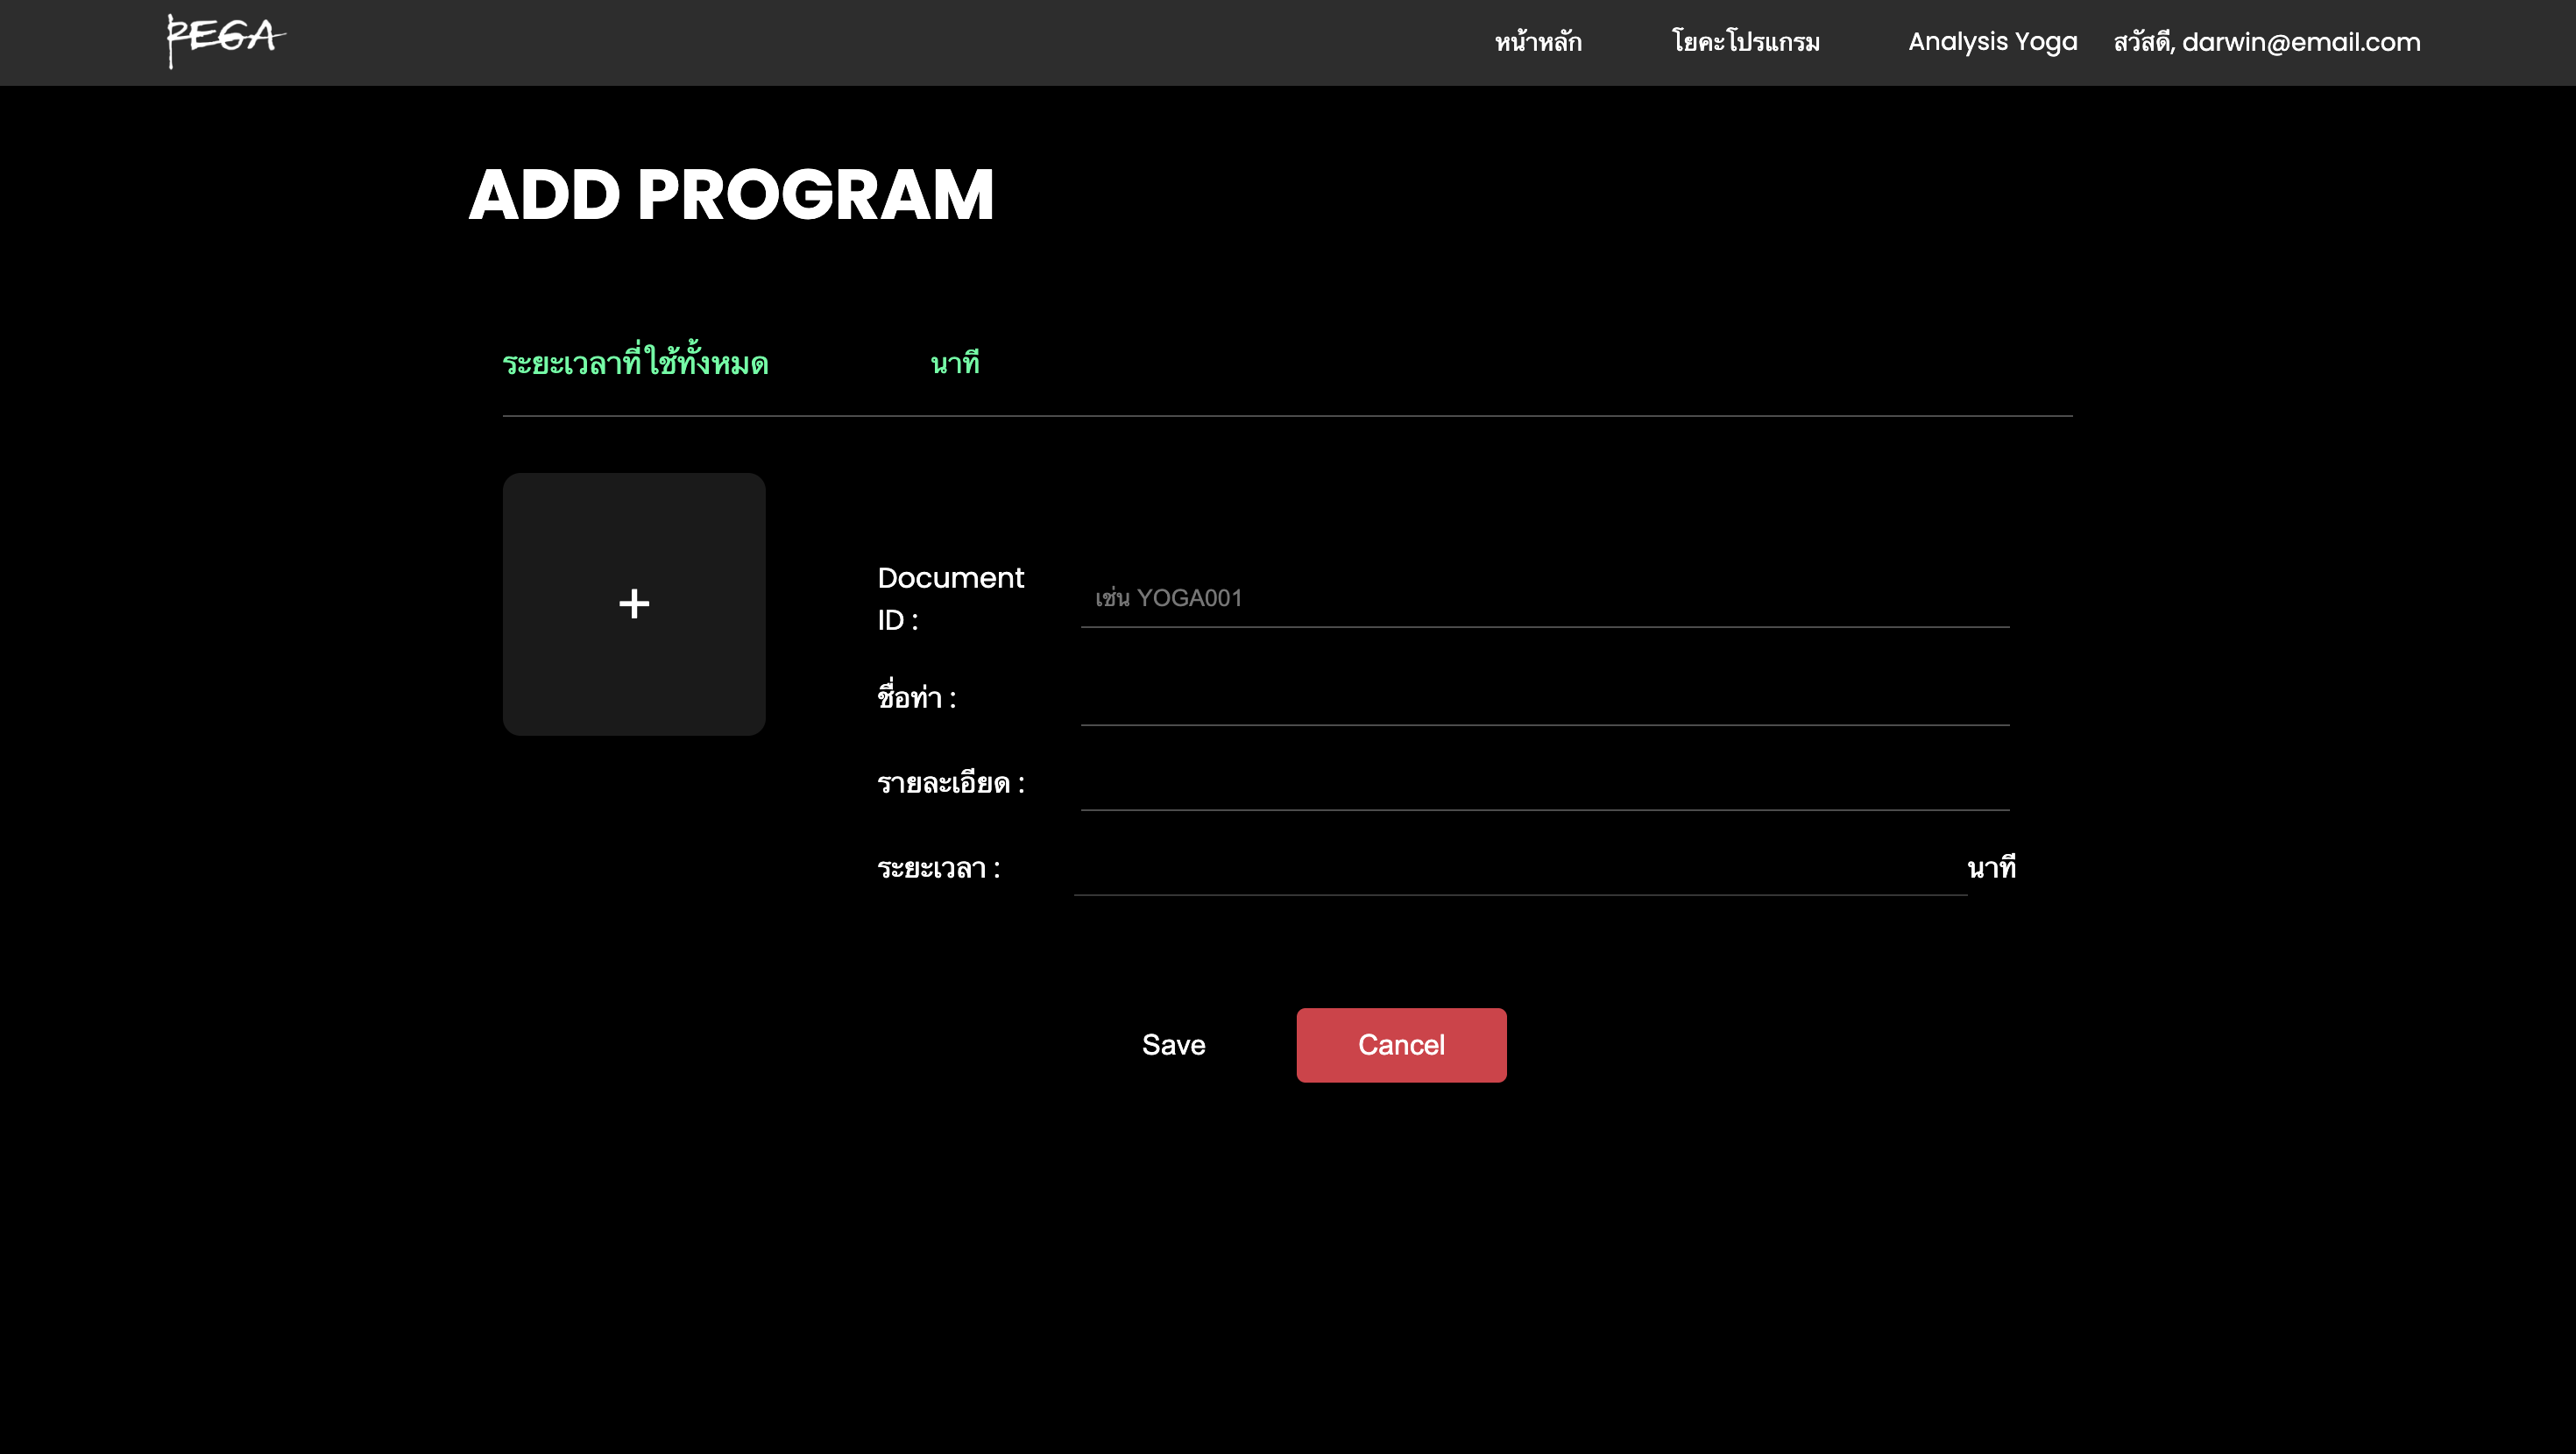 PEGA
หน้าหลัก โยคะโปรแกรม Analysis Yoga สวัสดี, darwin@email.com
ADD PROGRAM
ระยะเวลาที่ใช้ทั้งหมด นาที
+
Document
ID :
เช่น YOGA001
ชื่อท่า :
รายละเอียด :
ระยะเวลา : นาที
Save Cancel